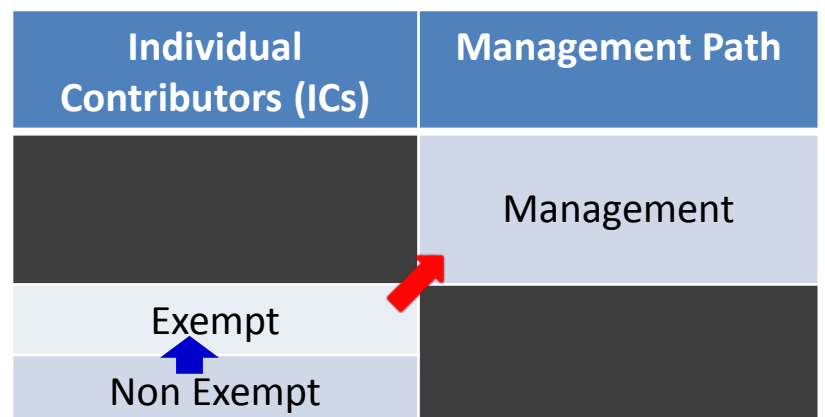 Individual
Contributors (ICs)
Management Path
Management
Exempt
Non Exempt